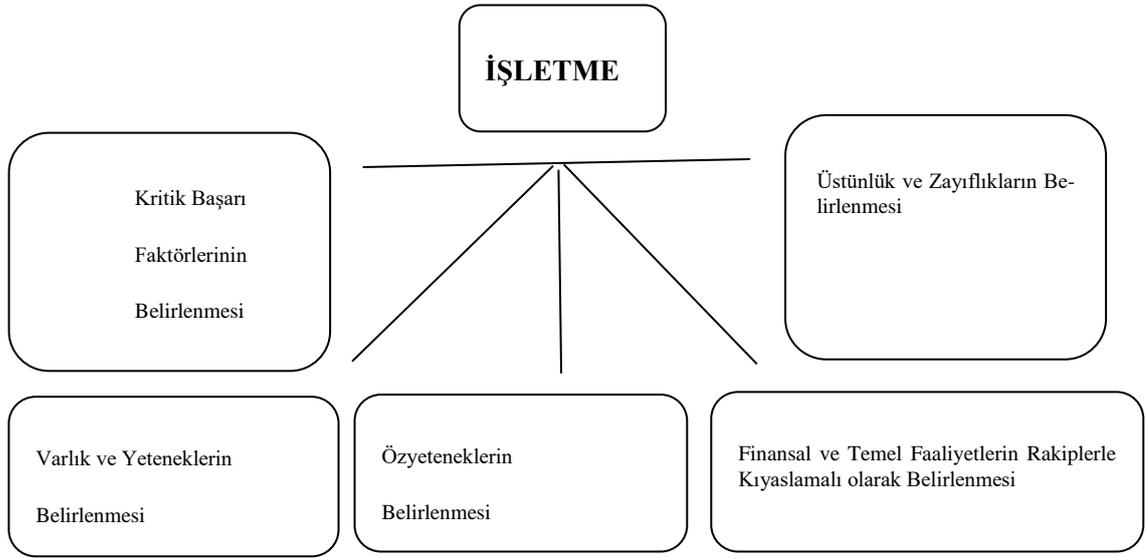 İŞLETME
Kritik Başarı
Faktörlerinin
Belirlenmesi
Üstünlük ve Zayıflıkların Be-
lirlenmesi
Varlık ve Yeteneklerin
Belirlenmesi
Özyeteneklerin
Belirlenmesi
Finansal ve Temel Faaliyetlerin Rakiplerle
Kıyaslamalı olarak Belirlenmesi